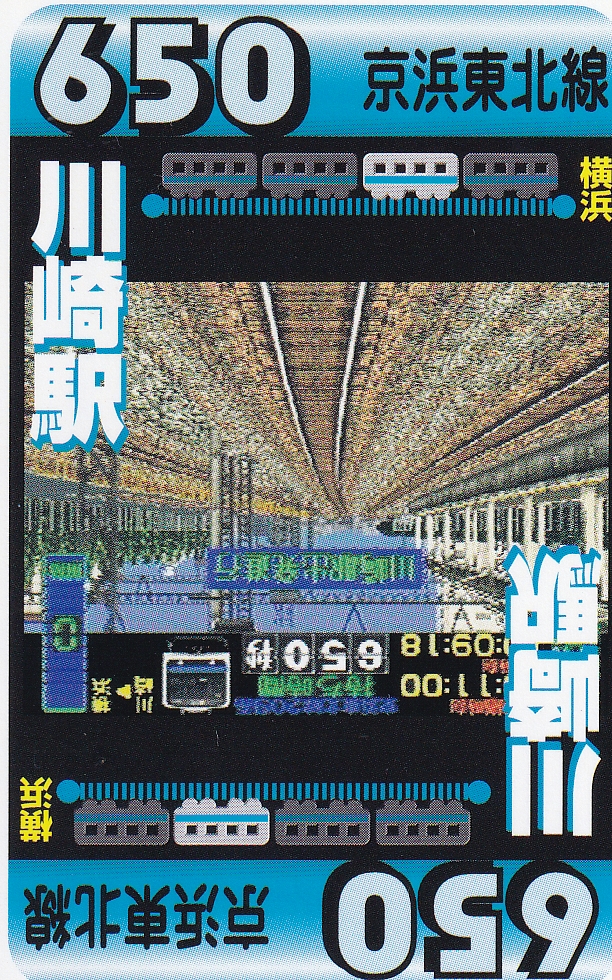 650
京浜東北線
横浜
川崎駅
:11:00
:09:18
待ち時間
650秒
川崎▶横浜
0
川崎駅出発進行
川崎駅
横浜
京浜東北線
650